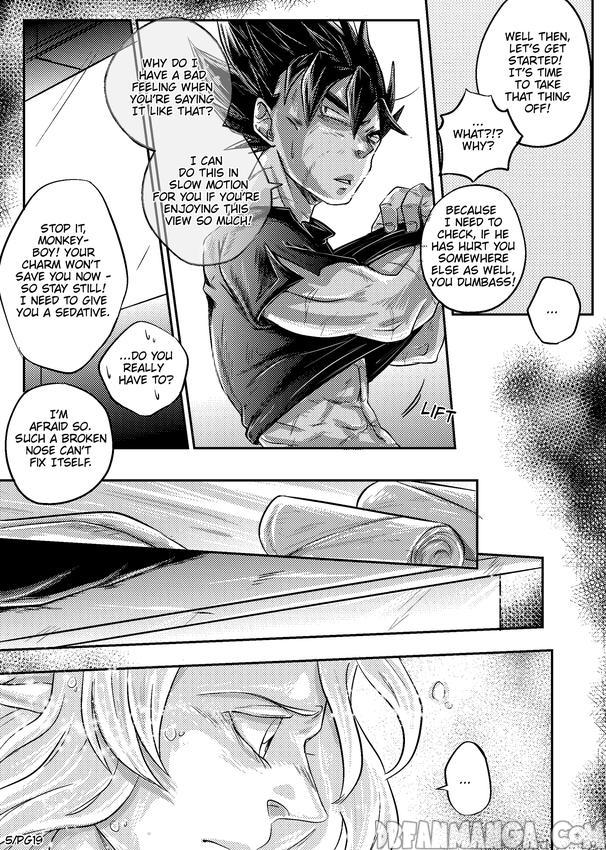 WELL THEN,
LET'S GET
STARTED!
IT'S TIME
TO TAKE
THAT THING
OFF!
...
WHAT?!?
WHY?
BECAUSE
I NEED TO
CHECK, IF HE
HAS HURT YOU
SOMEWHERE
ELSE AS WELL,
YOU DUMBASS!
...
WHY DO I
HAVE A BAD
FEELING WHEN
YOU'RE SAYING
IT LIKE THAT?
I CAN
DO THIS IN
SLOW MOTION
FOR YOU IF YOU'RE
ENJOYING THIS
VIEW SO MUCH!
LIFT
STOP IT,
MONKEY-
BOY! YOUR
CHARM WON'T
SAVE YOU NOW -
SO STAY STILL!
I NEED TO GIVE
YOU A SEDATIVE.
...DO YOU
REALLY
HAVE TO?
I'M
AFRAID SO.
SUCH A BROKEN
NOSE CAN'T
FIX ITSELF.
...
5/PG19
DBFANMANGA.COM